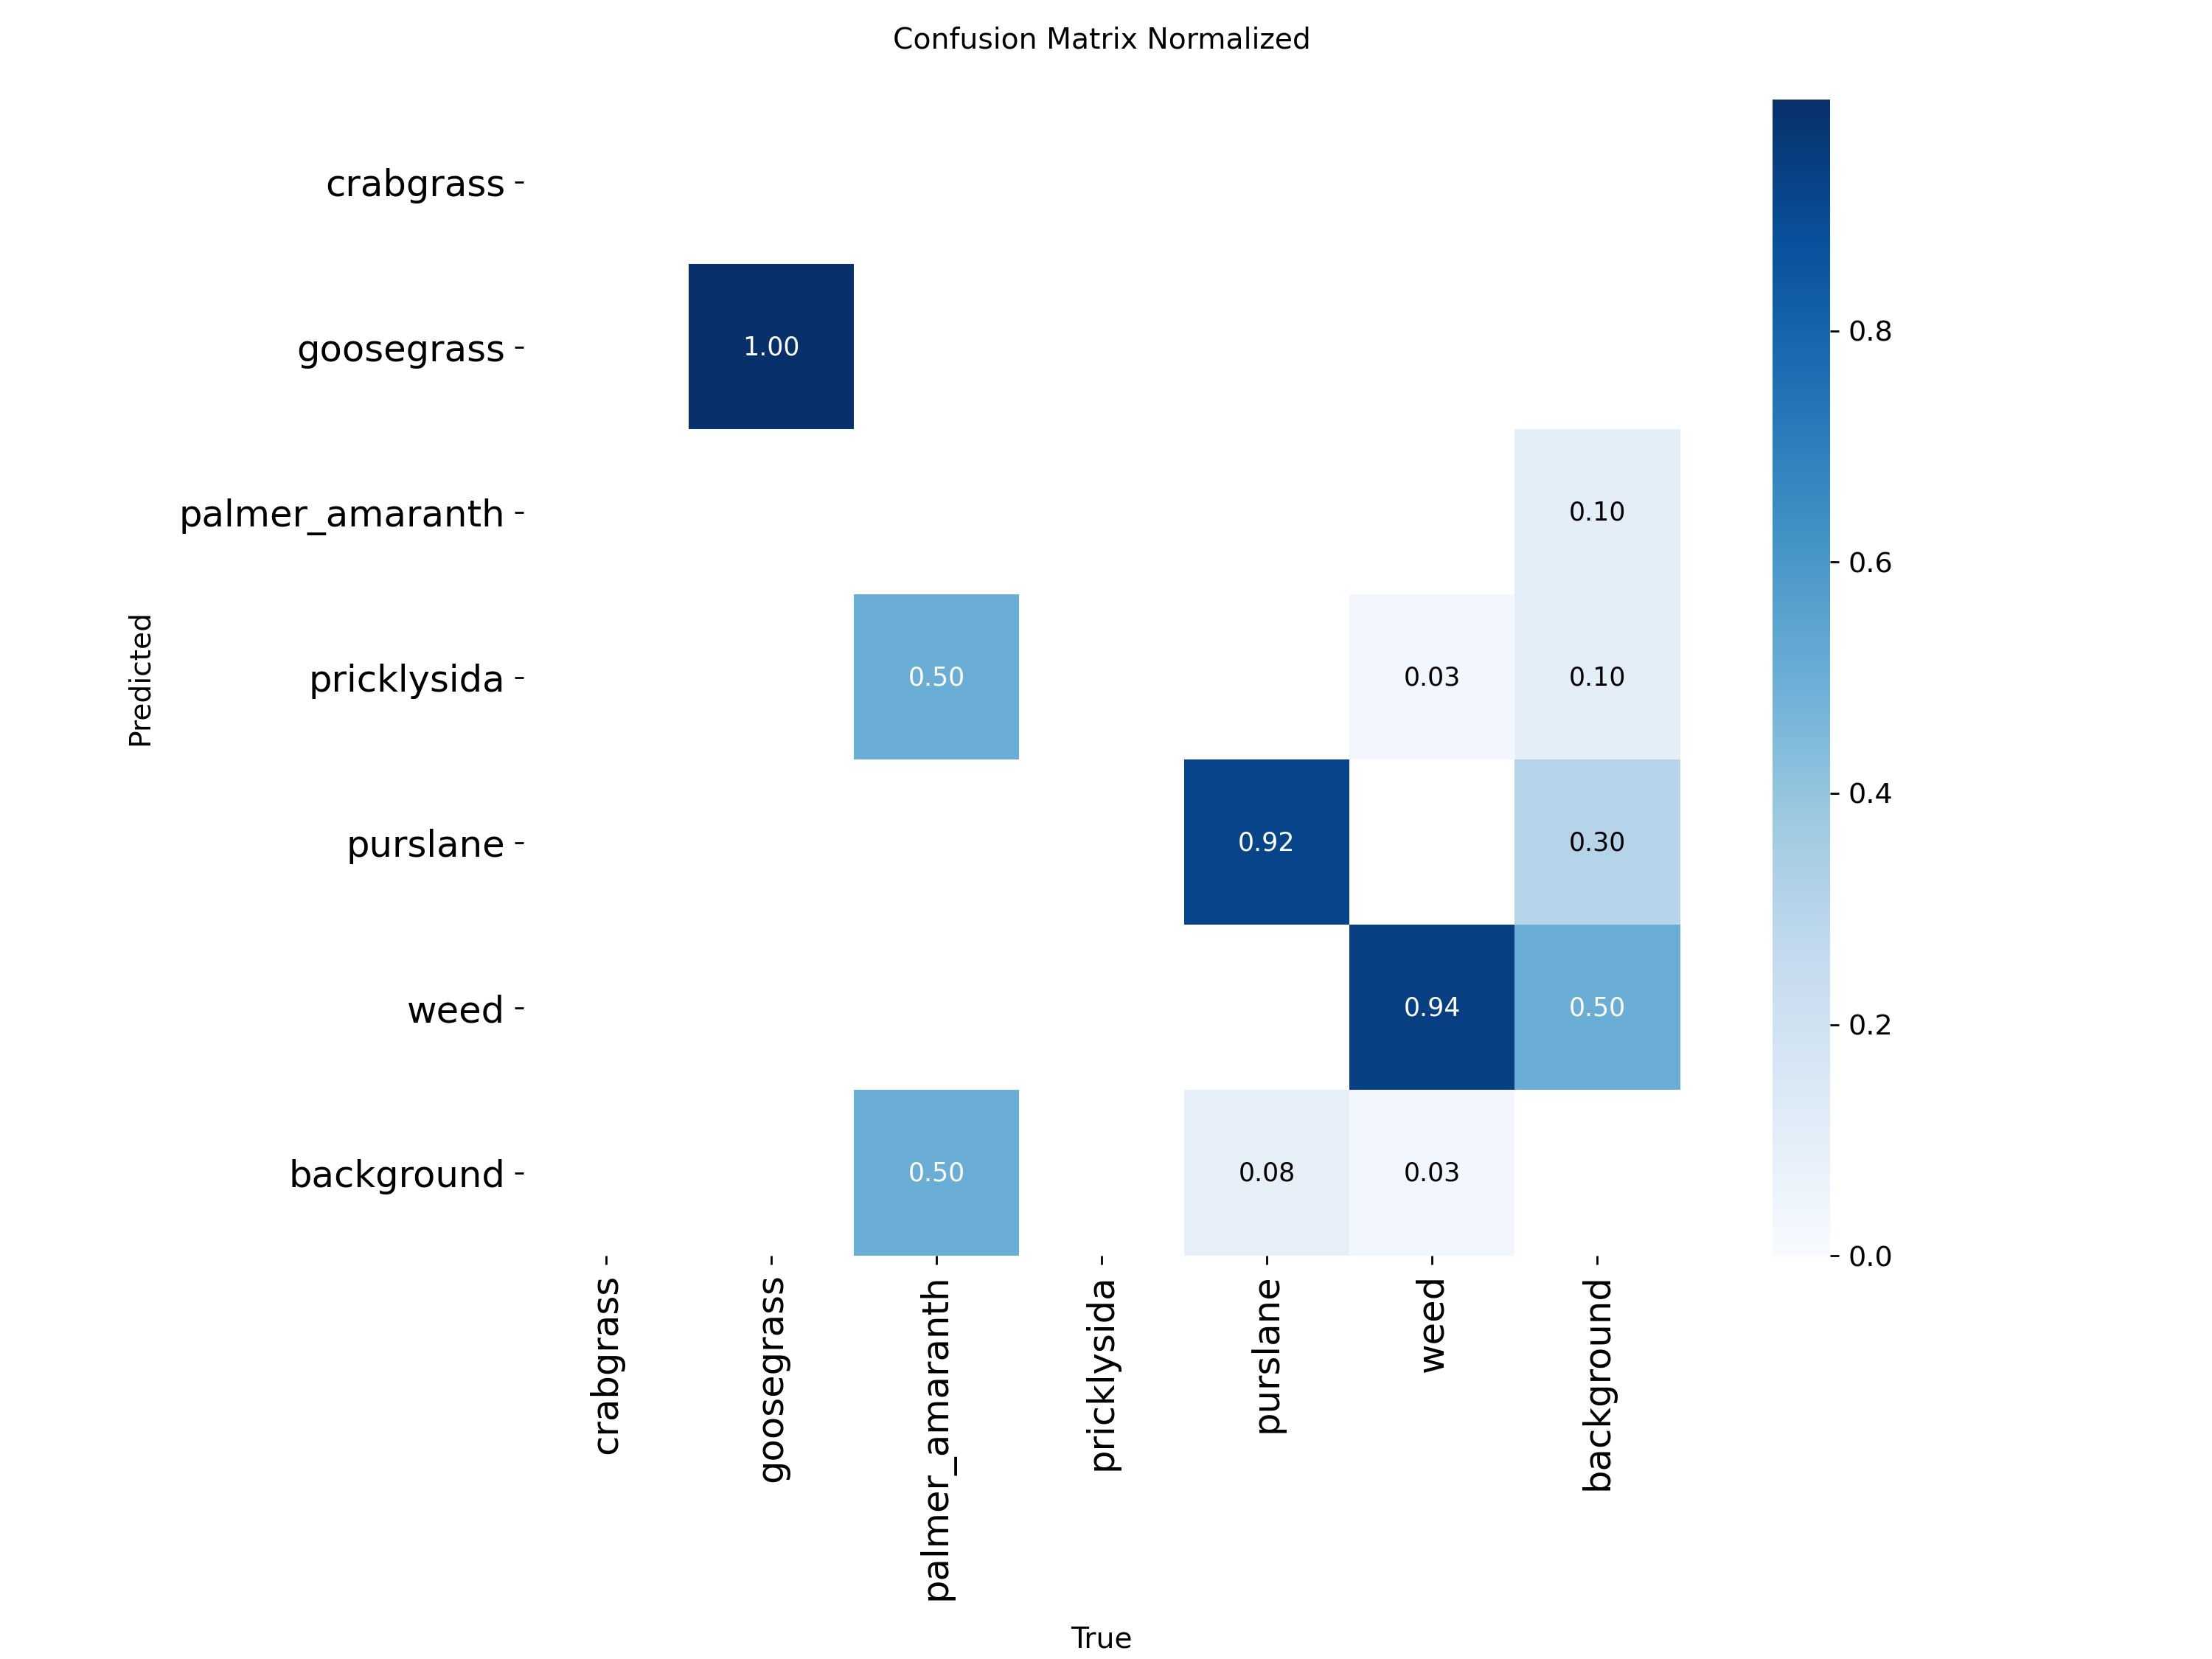 Confusion Matrix Normalized
Predicted
crabgrass
goosegrass 1.00
palmer_amaranth 0.10
pricklysida 0.50 0.03 0.10
purslane 0.92 0.30
weed 0.94 0.50
background 0.50 0.08 0.03
0.8
0.6
0.4
0.2
0.0
crabgrass
goosegrass
palmer_amaranth
pricklysida
purslane
weed
background
True